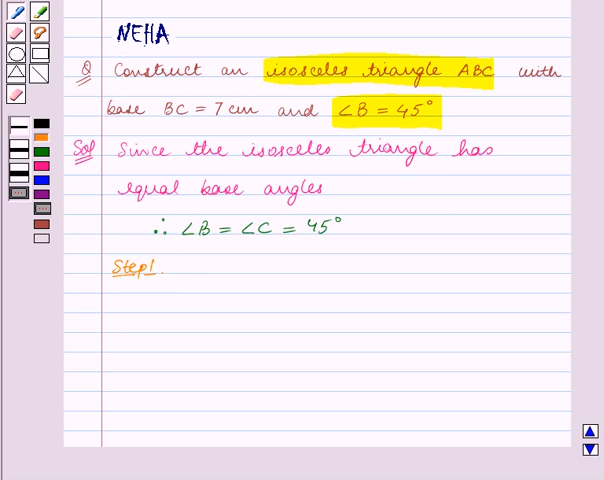 NEHA
Q Construct an isosceles triangle ABC with
base BC = 7 cm and ∠B = 45°
Sol Since the isosceles triangle has
equal base angles
∴ ∠B = ∠C = 45°
Step1.